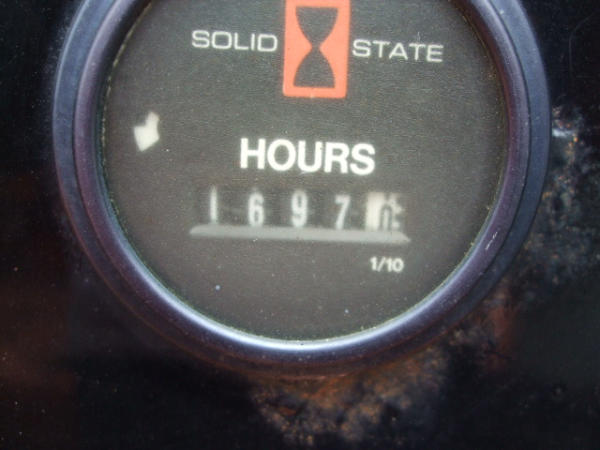 SOLID STATE
HOURS
1697
1/10